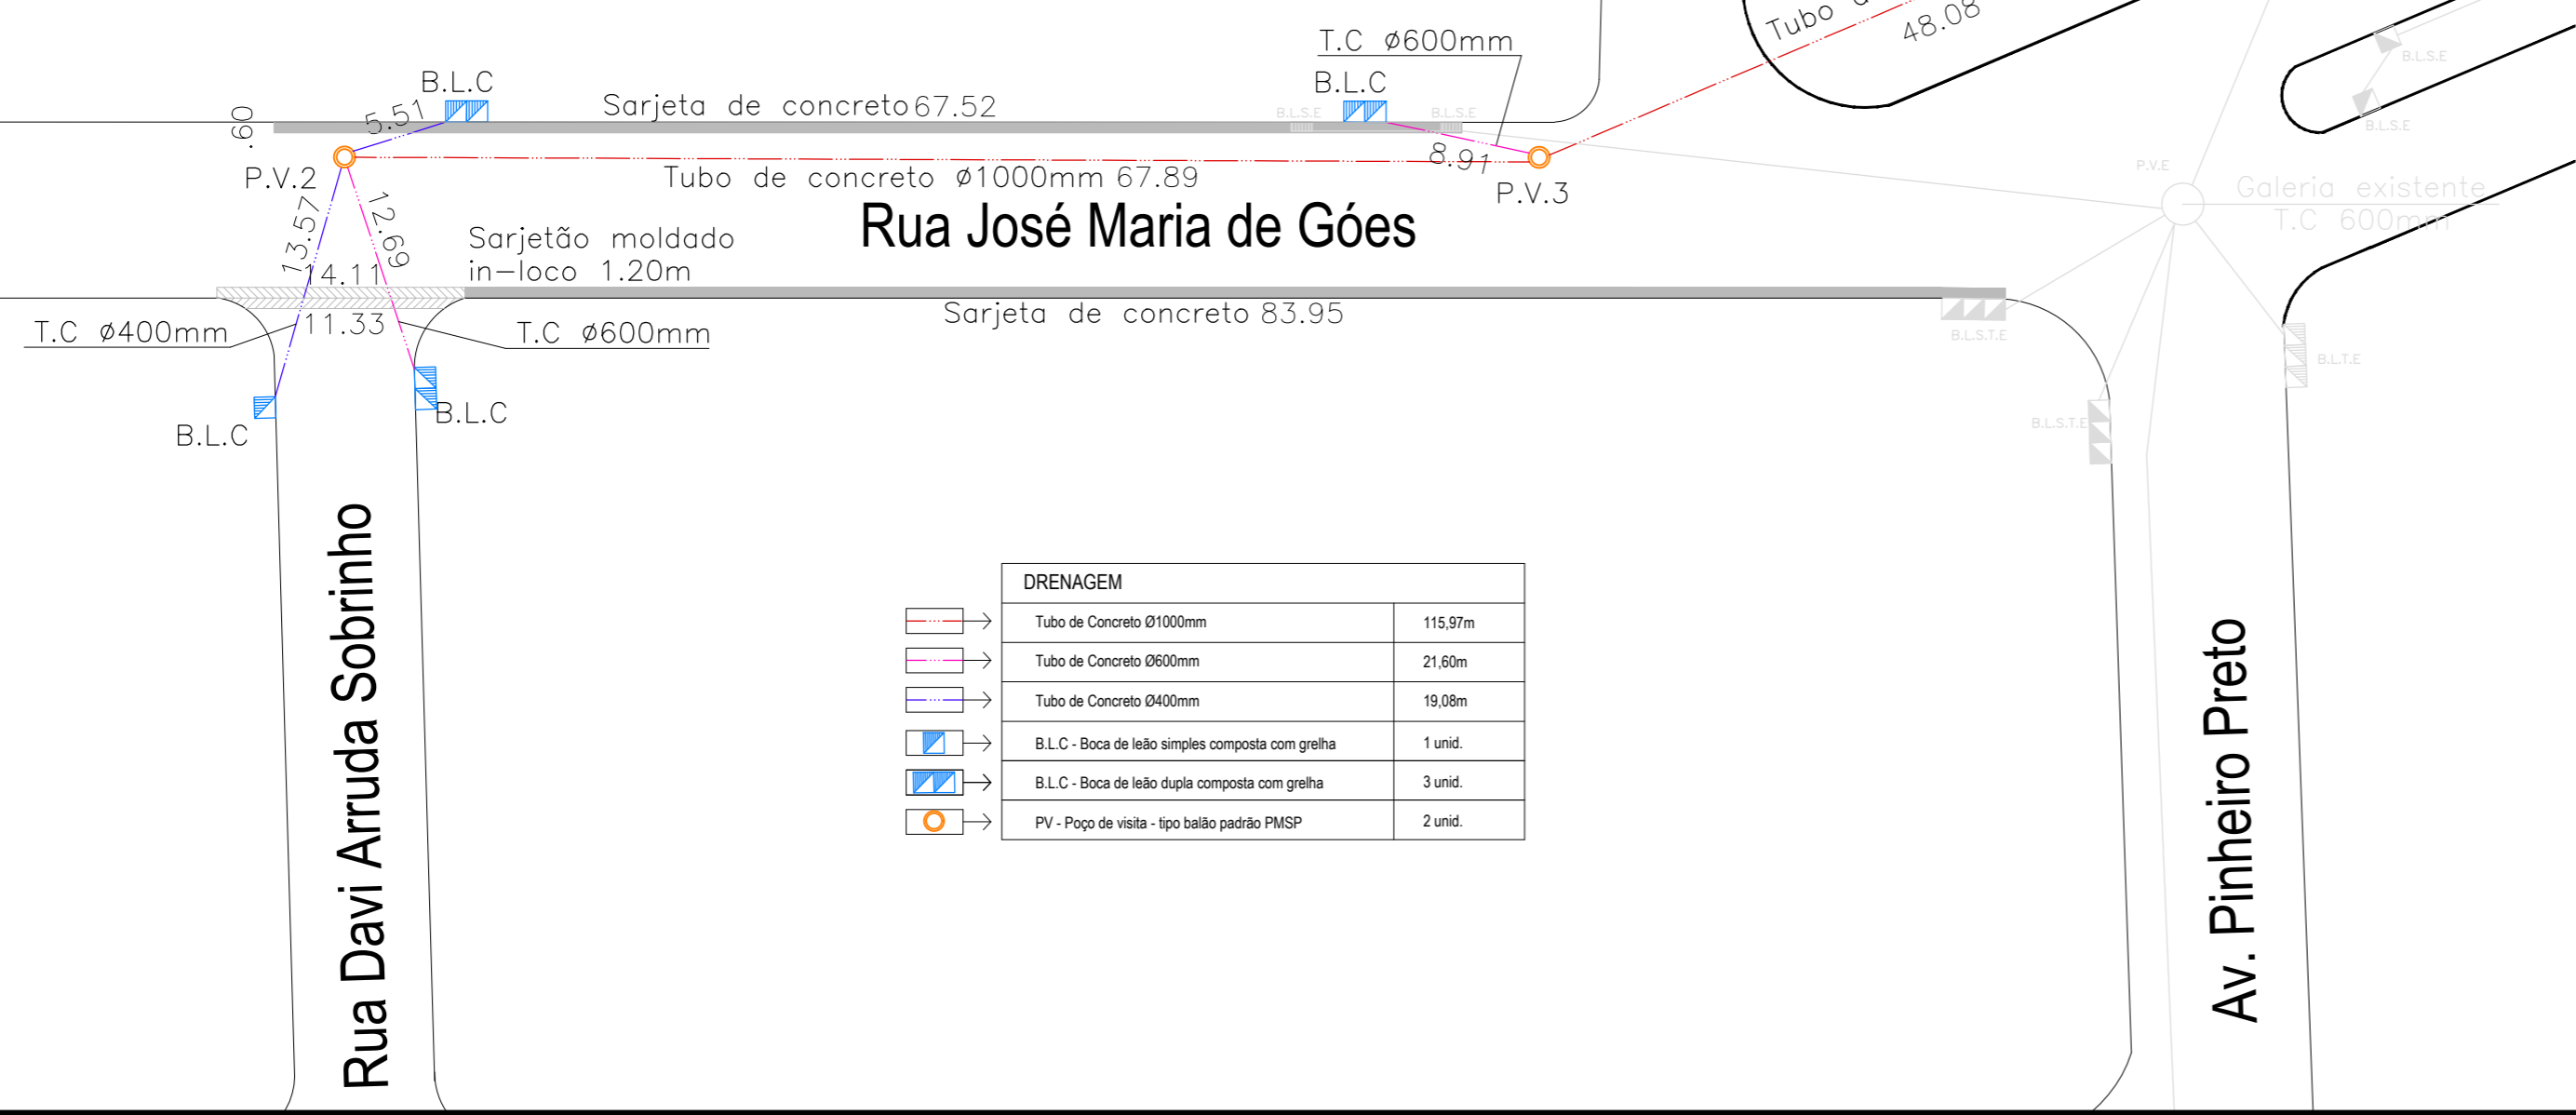 Tubo
48.08
T.C ø600mm
B.L.S.E
B.L.C
B.L.C
Sarjeta de concreto 67.52
5.51
.60
B.L.S.E
B.L.S.E
B.L.S.E
P.V.2
Tubo de concreto ø1000mm 67.89
8.91
P.V.3
P.V.E
Galeria existente
T.C 600mm
Rua José Maria de Góes
13.57
12.69
Sarjetão moldado
in-loco 1.20m
14.11
11.33
T.C ø400mm
T.C ø600mm
Sarjeta de concreto 83.95
B.L.S.T.E
B.L.T.E
B.L.C
B.L.C
B.L.S.T.E
Rua Davi Arruda Sobrinho
Av. Pinheiro Preto
DRENAGEM
Tubo de Concreto Ø1000mm 115,97m
Tubo de Concreto Ø600mm 21,60m
Tubo de Concreto Ø400mm 19,08m
B.L.C - Boca de leão simples composta com grelha 1 unid.
B.L.C - Boca de leão dupla composta com grelha 3 unid.
PV - Poço de visita - tipo balão padrão PMSP 2 unid.